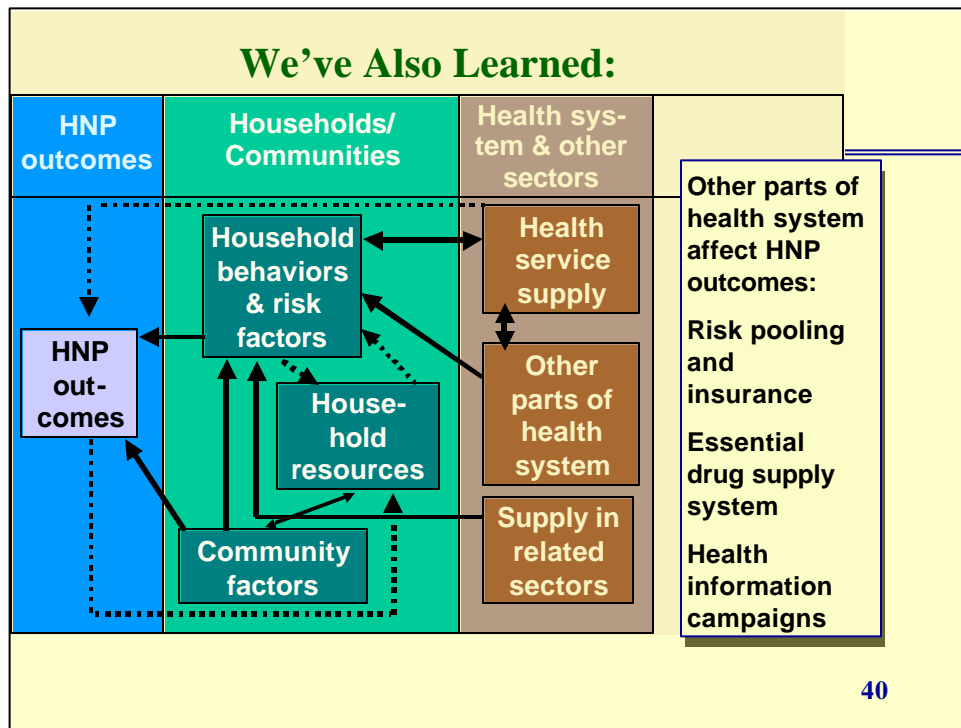 We've Also Learned:
HNP
outcomes
Households/
Communities
Health sys-
tem & other
sectors
Household
behaviors
& risk
factors
Health
service
supply
HNP
out-
comes
House-
hold
resources
Other
parts of
health
system
Community
factors
Supply in
related
sectors
Other parts of
health system
affect HNP
outcomes:
Risk pooling
and
insurance
Essential
drug supply
system
Health
information
campaigns
40